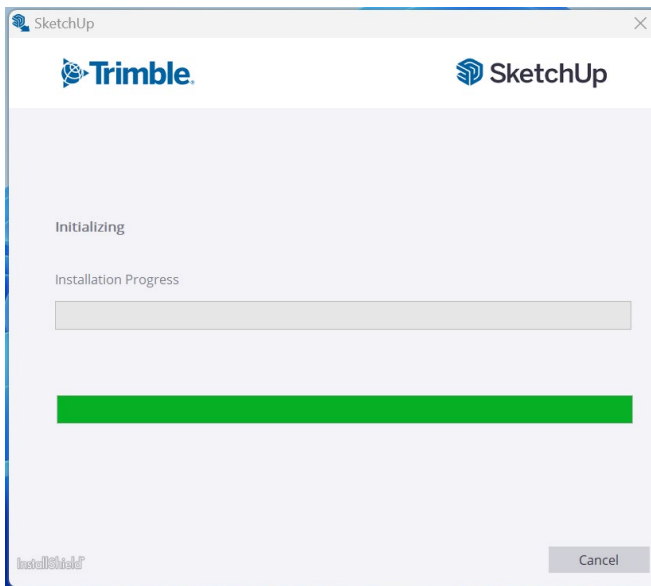 SketchUp
Trimble.
SketchUp
Initializing
Installation Progress
InstallShield
Cancel